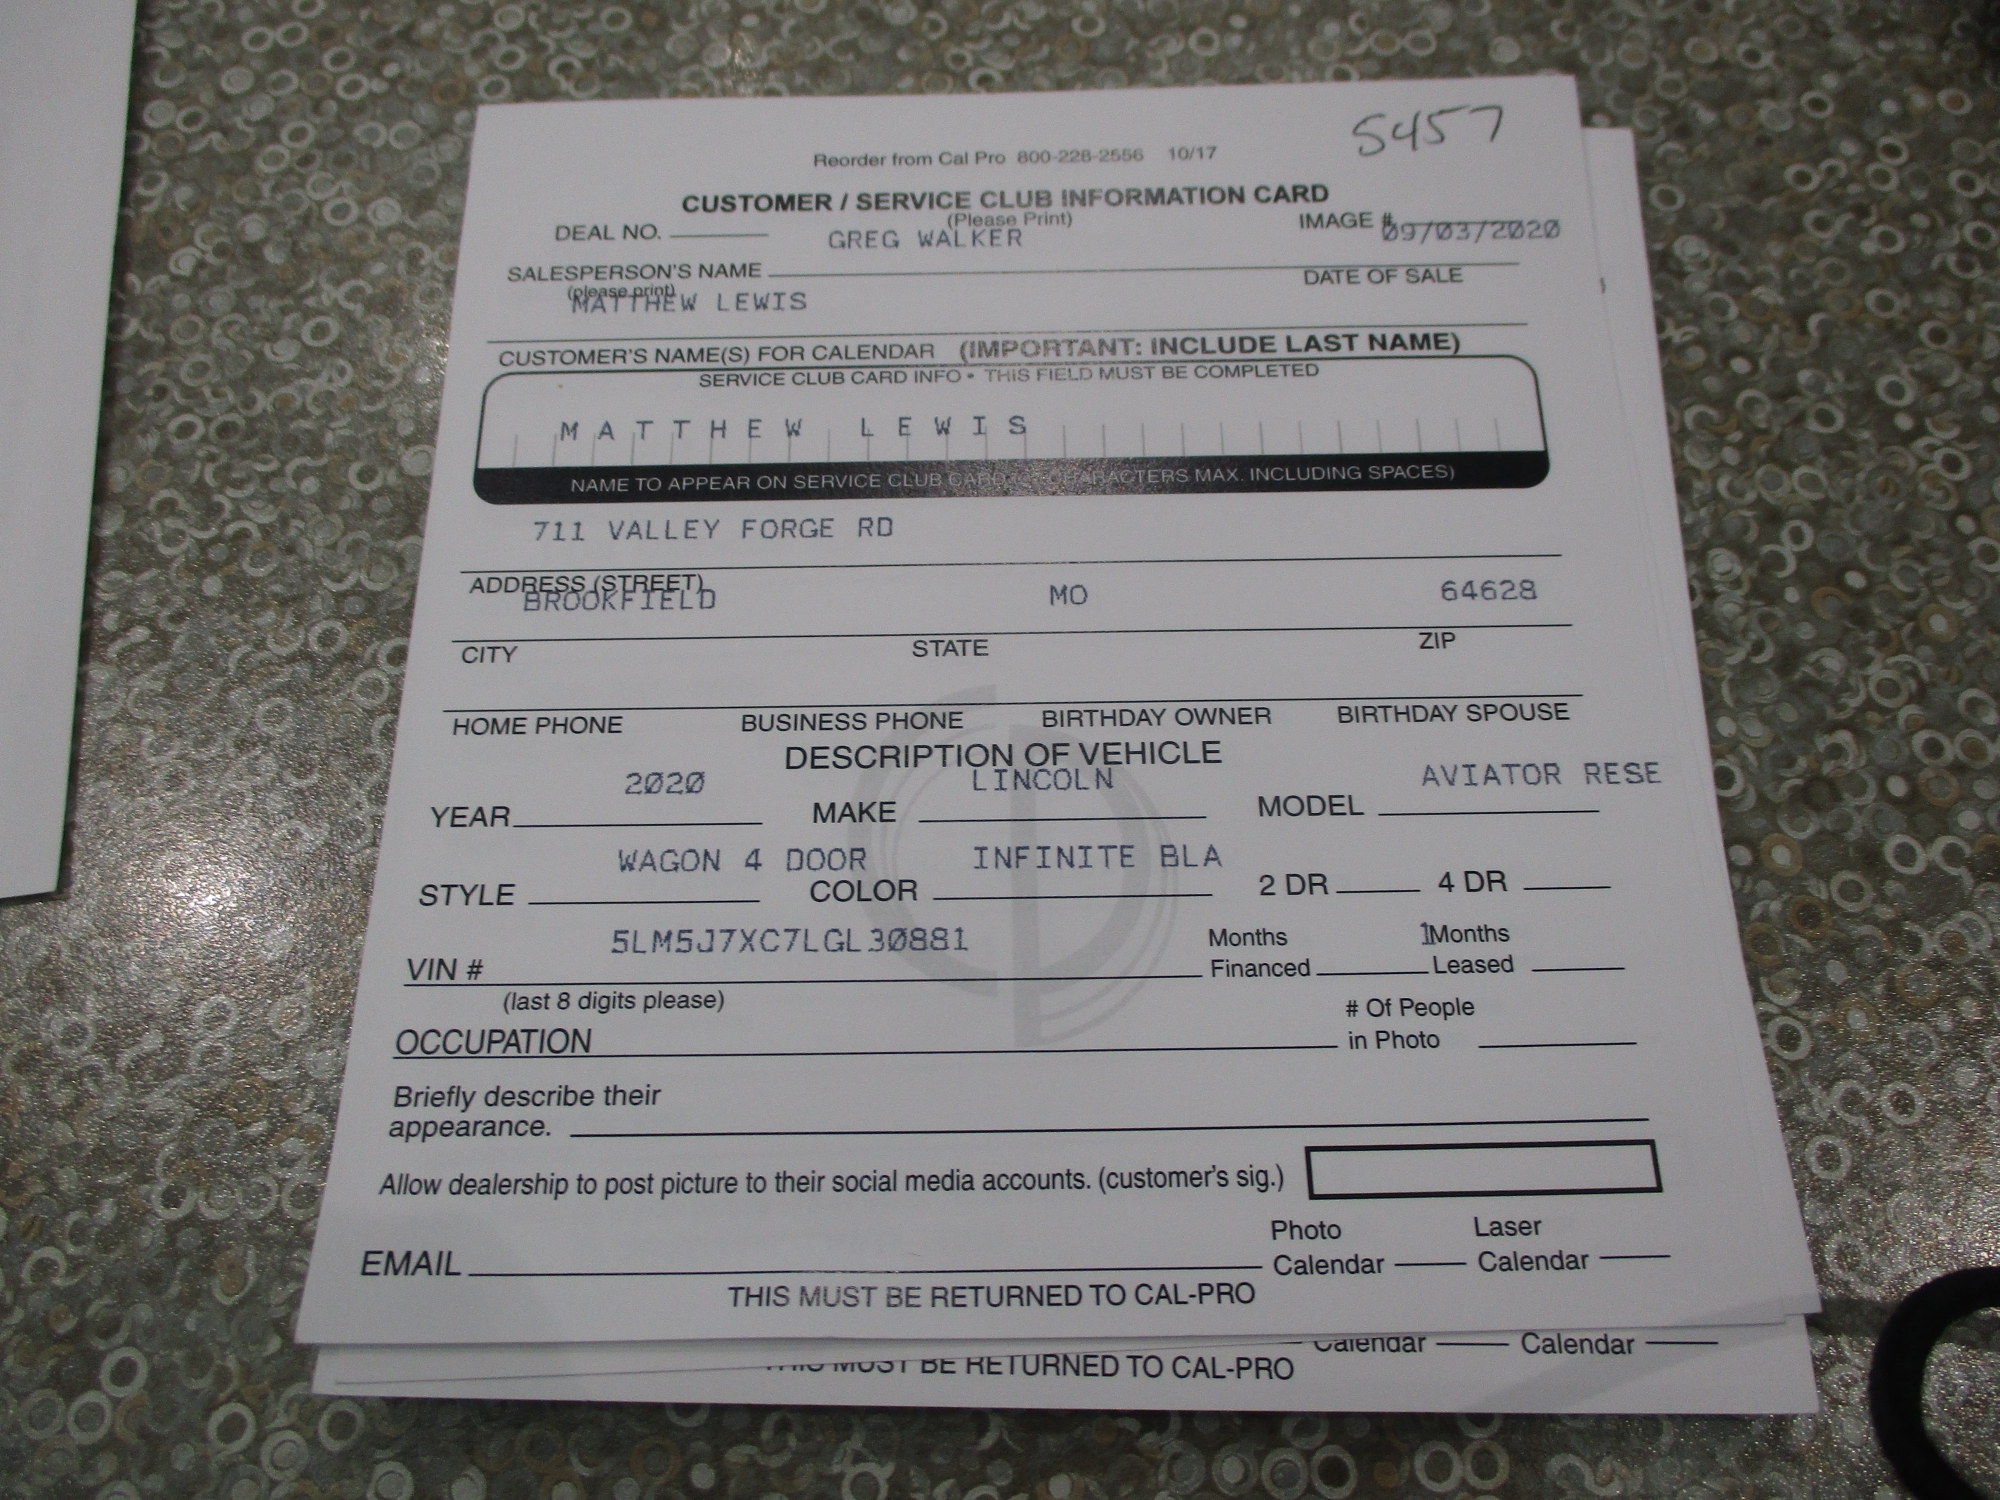 5457
Reorder from Cal Pro 800-228-2556 10/17
CUSTOMER / SERVICE CLUB INFORMATION CARD
(Please Print)
DEAL NO. GREG WALKER IMAGE # 09/03/2020
SALESPERSON'S NAME DATE OF SALE
(please print)
MATTHEW LEWIS
CUSTOMER'S NAME(S) FOR CALENDAR (IMPORTANT: INCLUDE LAST NAME)
SERVICE CLUB CARD INFO • THIS FIELD MUST BE COMPLETED
MATTHEW LEWIS
NAME TO APPEAR ON SERVICE CLUB CARD CHARACTERS MAX. INCLUDING SPACES)
711 VALLEY FORGE RD
ADDRESS (STREET)
BROOKFIELD MO 64628
CITY STATE ZIP
HOME PHONE BUSINESS PHONE BIRTHDAY OWNER BIRTHDAY SPOUSE
DESCRIPTION OF VEHICLE
2020 LINCOLN AVIATOR RESE
YEAR MAKE MODEL
WAGON 4 DOOR INFINITE BLA
STYLE COLOR 2 DR 4 DR
5LM5J7XC7LGL30881 Months 1Months
VIN # Financed Leased
(last 8 digits please) # Of People
OCCUPATION in Photo
Briefly describe their
appearance.
Allow dealership to post picture to their social media accounts. (customer's sig.)
Photo Laser
EMAIL Calendar Calendar
THIS MUST BE RETURNED TO CAL-PRO
Calendar Calendar
THIS MUST BE RETURNED TO CAL-PRO